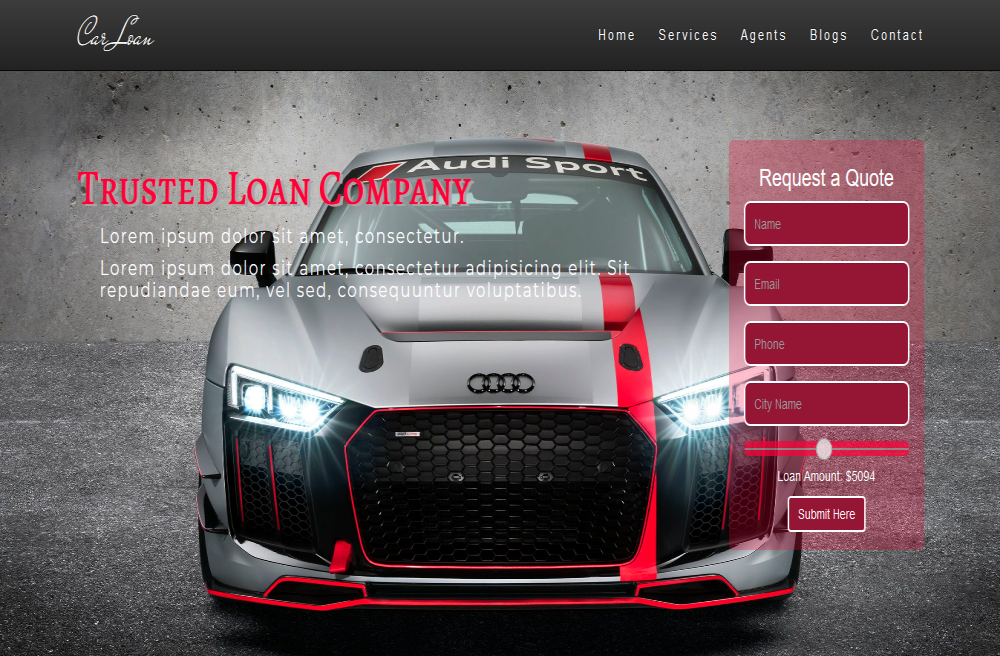 Car Loan
Home Services Agents Blogs Contact
Audi Sport
TRUSTED LOAN COMPANY
Lorem ipsum dolor sit amet, consectetur.
Lorem ipsum dolor sit amet, consectetur adipisicing elit. Sit
repudiandae eum, vel sed, consequuntur voluptatibus.
Request a Quote
Name
Email
Phone
City Name
Loan Amount: $5094
Submit Here